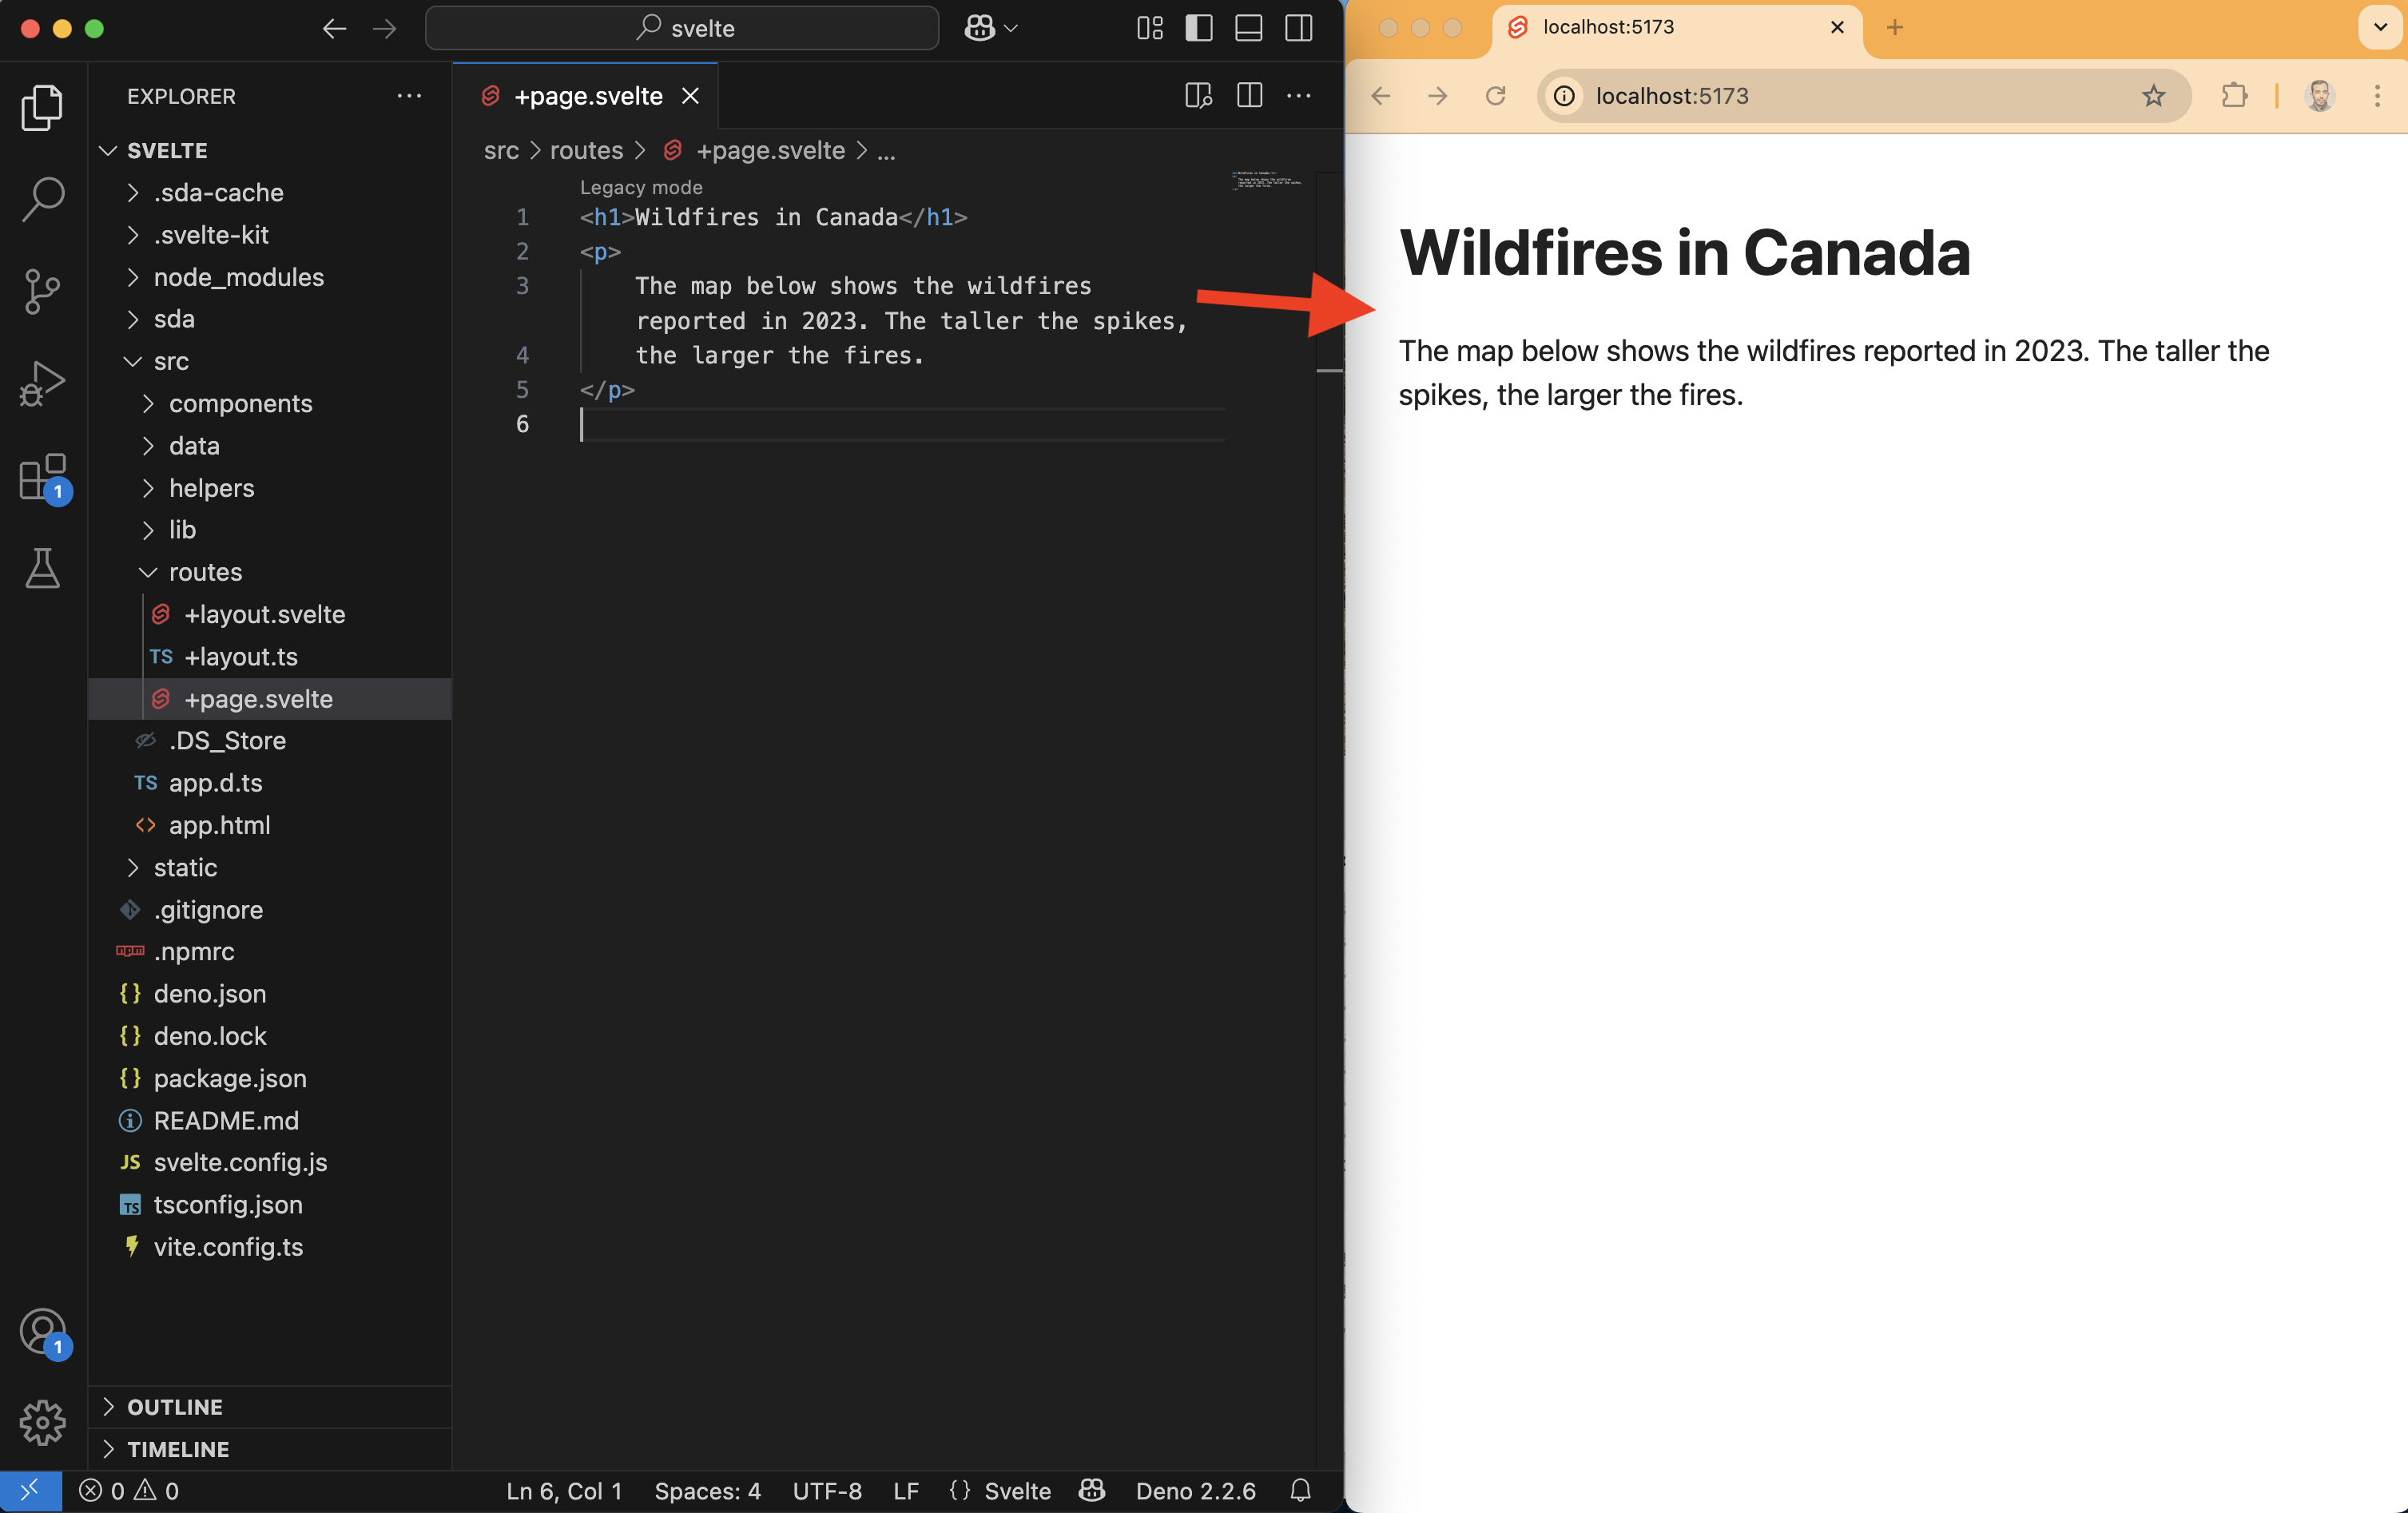 svelte
EXPLORER
SVELTE
.sda-cache
.svelte-kit
node_modules
sda
src
components
data
helpers
lib
routes
+layout.svelte
TS +layout.ts
+page.svelte
.DS_Store
TS app.d.ts
<> app.html
static
.gitignore
npm .npmrc
{} deno.json
{} deno.lock
{} package.json
README.md
JS svelte.config.js
TS tsconfig.json
vite.config.ts
OUTLINE
TIMELINE
1
1
+page.svelte
src > routes > +page.svelte > ...
Legacy mode
1 <h1>Wildfires in Canada</h1>
2 <p>
3 The map below shows the wildfires
reported in 2023. The taller the spikes,
4 the larger the fires.
5 </p>
6
0 0
Ln 6, Col 1 Spaces: 4 UTF-8 LF {} Svelte Deno 2.2.6
localhost:5173
localhost:5173
Wildfires in Canada
The map below shows the wildfires reported in 2023. The taller the
spikes, the larger the fires.